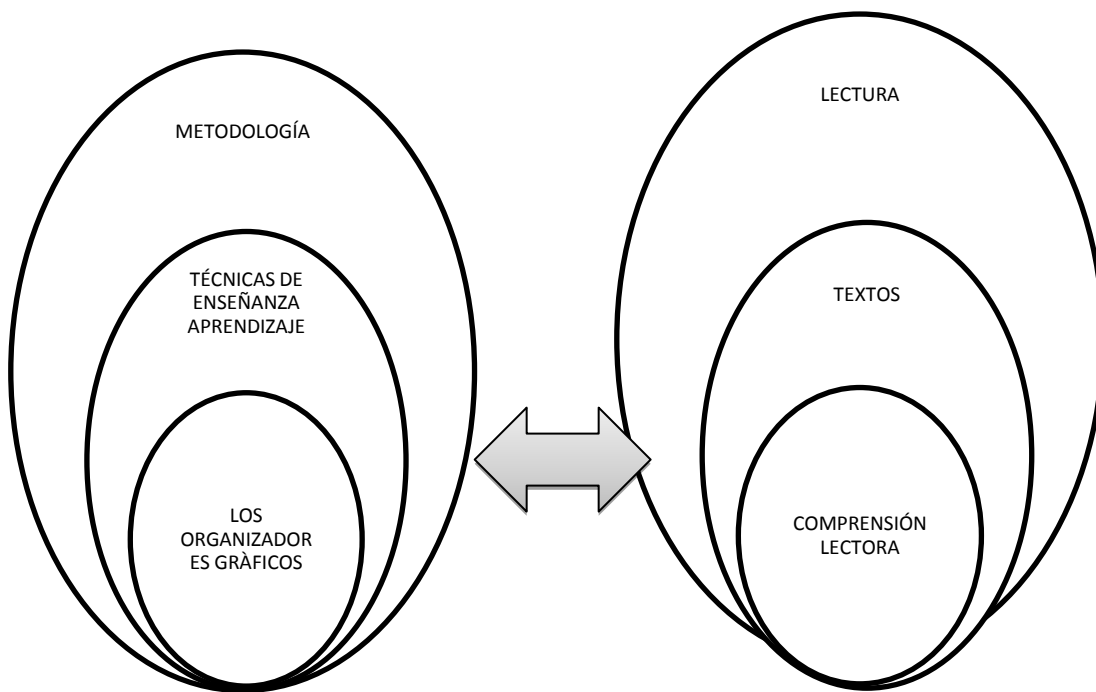 METODOLOGÍA
TÉCNICAS DE
ENSEÑANZA
APRENDIZAJE
LOS
ORGANIZADOR
ES GRÀFICOS
LECTURA
TEXTOS
COMPRENSIÓN
LECTORA